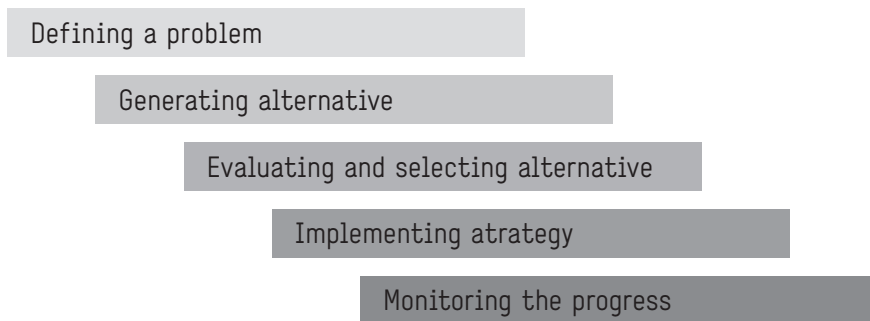 Defining a problem
Generating alternative
Evaluating and selecting alternative
Implementing atrategy
Monitoring the progress